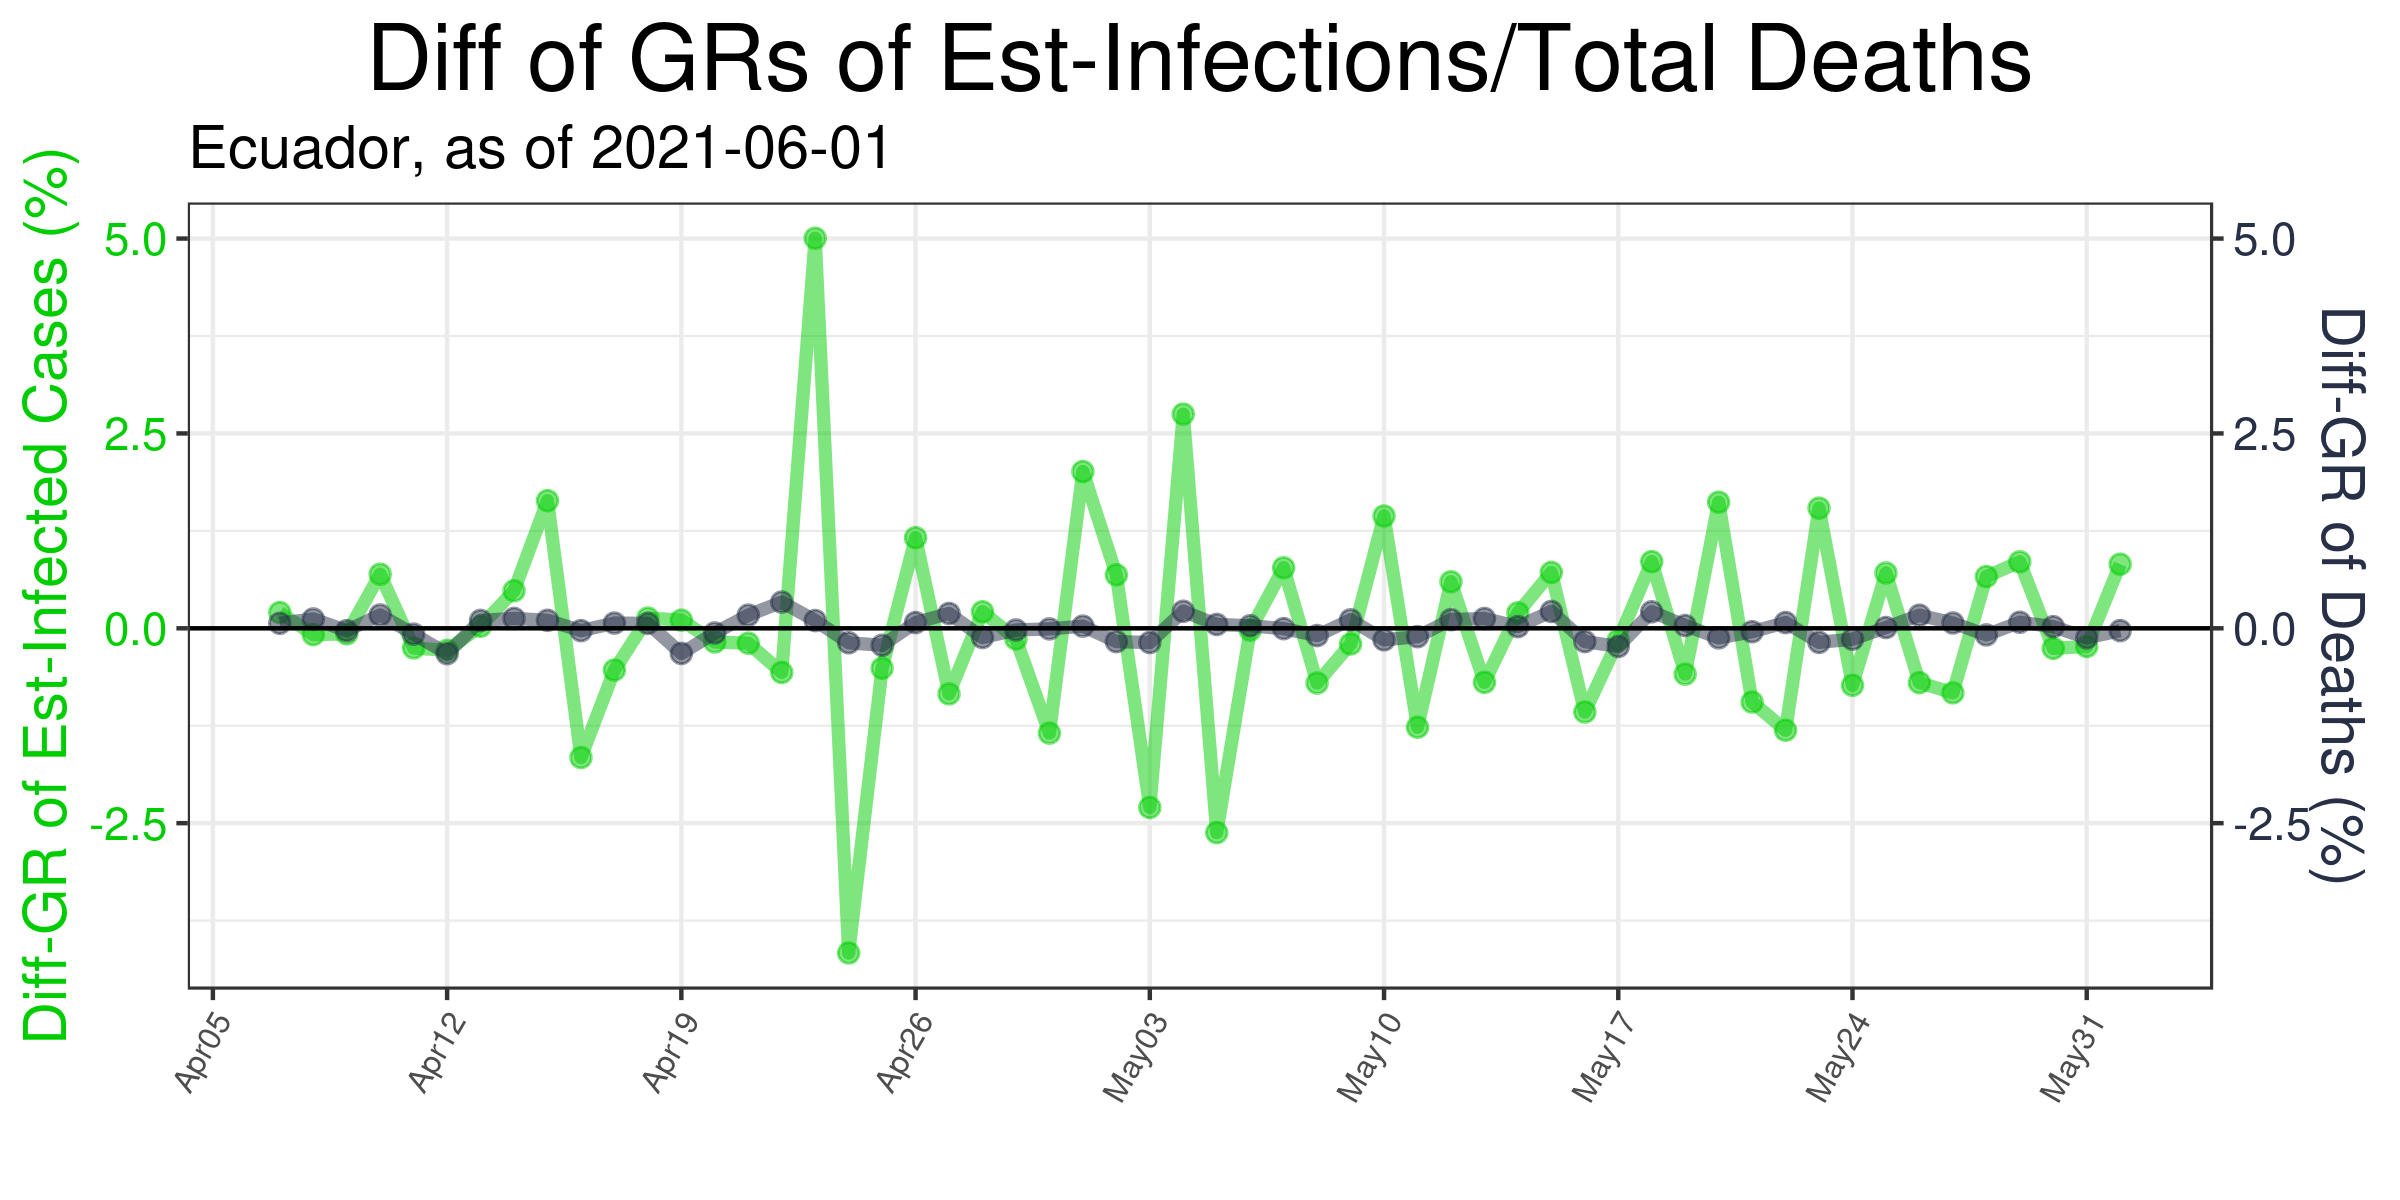 Diff of GRs of Est-Infections/Total Deaths
Ecuador, as of 2021-06-01
Diff-GR of Est-Infected Cases (%)
5.0
2.5
0.0
-2.5
5.0
2.5
0.0
-2.5
Diff-GR of Deaths (%)
Apr05
Apr12
Apr19
Apr26
May03
May10
May17
May24
May31